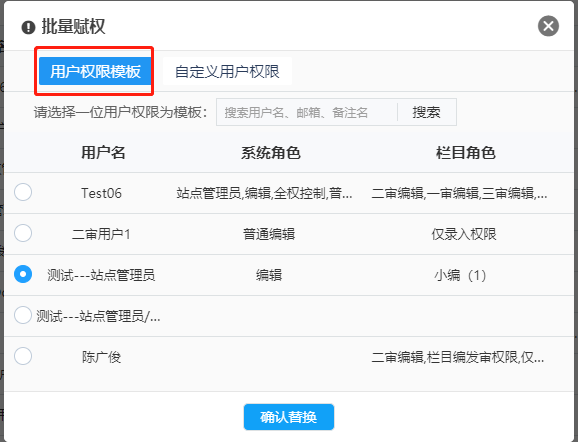 批量赋权
用户权限模板 自定义用户权限
请选择一位用户权限为模板： 搜索用户名、邮箱、备注名 搜索
用户名 系统角色 栏目角色
Test06 站点管理员,编辑,全权控制,普... 二审编辑,一审编辑,三审编辑,...
二审用户1 普通编辑 仅录入权限
测试---站点管理员 编辑 小编（1）
测试---站点管理员/...
陈广俊 二审编辑,栏目编发审权限,仅...
确认替换